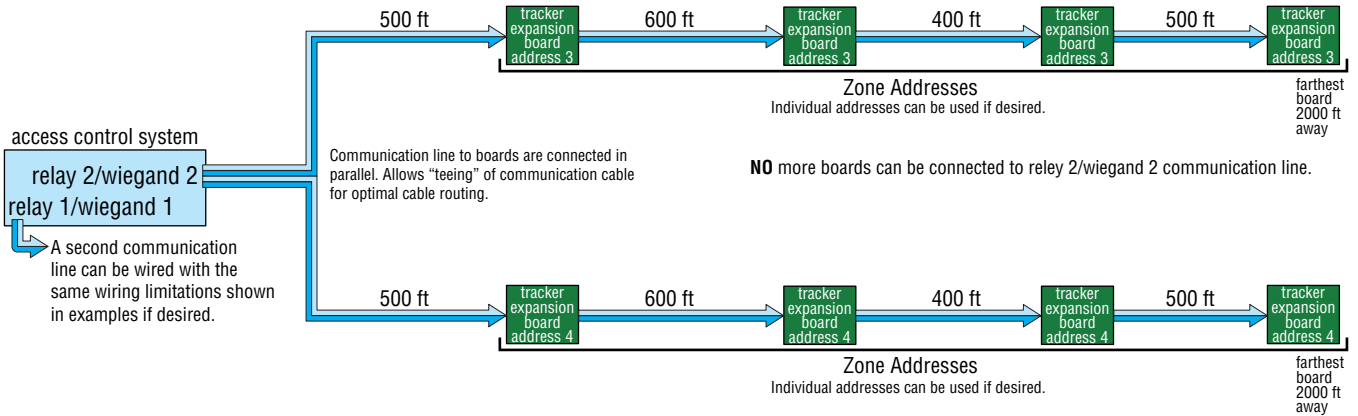 500 ft
tracker
expansion
board
address 3
600 ft
tracker
expansion
board
address 3
400 ft
tracker
expansion
board
address 3
500 ft
tracker
expansion
board
address 3
Zone Addresses
Individual addresses can be used if desired.
farthest
board
2000 ft
away
access control system
relay 2/wiegand 2
relay 1/wiegand 1
Communication line to boards are connected in
parallel. Allows “teeing” of communication cable
for optimal cable routing.
NO more boards can be connected to relay 2/wiegand 2 communication line.
A second communication
line can be wired with the
same wiring limitations shown
in examples if desired.
500 ft
tracker
expansion
board
address 4
600 ft
tracker
expansion
board
address 4
400 ft
tracker
expansion
board
address 4
500 ft
tracker
expansion
board
address 4
Zone Addresses
Individual addresses can be used if desired.
farthest
board
2000 ft
away